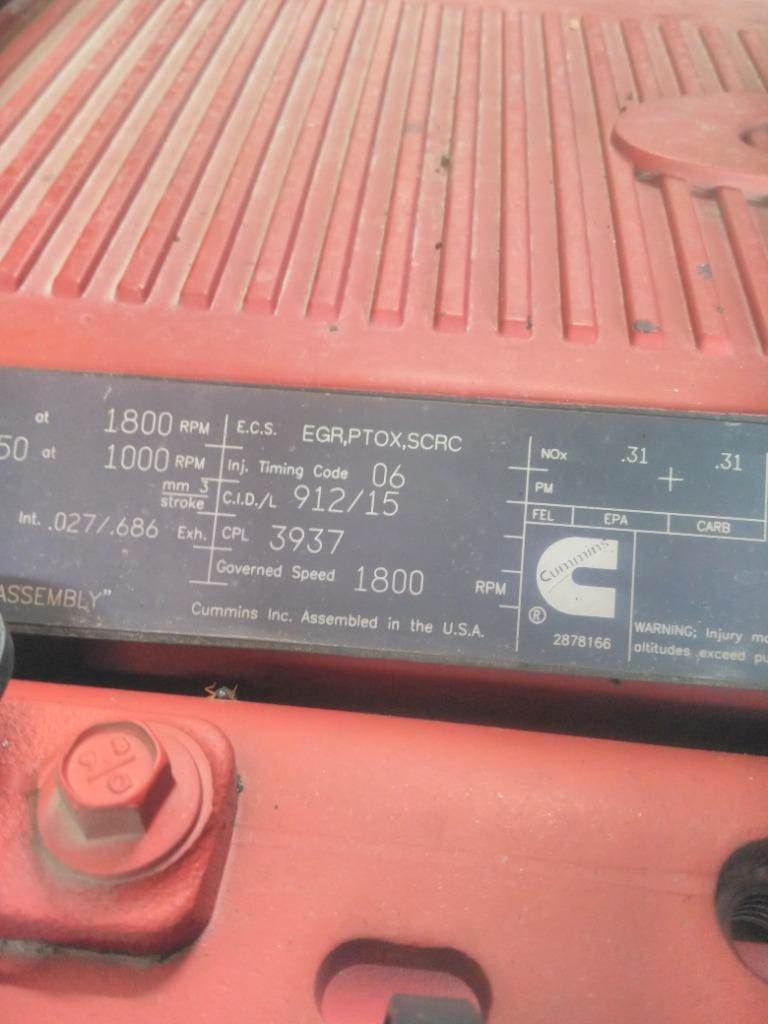 at 1800 RPM E.C.S. EGR,PTOX,SCRC NOx .31 .31
50 at 1000 RPM Inj. Timing Code 06 PM
mm 3
stroke C.I.D./L 912/15 FEL EPA CARB
Int. .027/.686 Exh. CPL 3937 Cummins
Governed Speed 1800 RPM
ASSEMBLY"
Cummins Inc. Assembled in the U.S.A. ® 2878166
WARNING: Injury
altitudes exceed